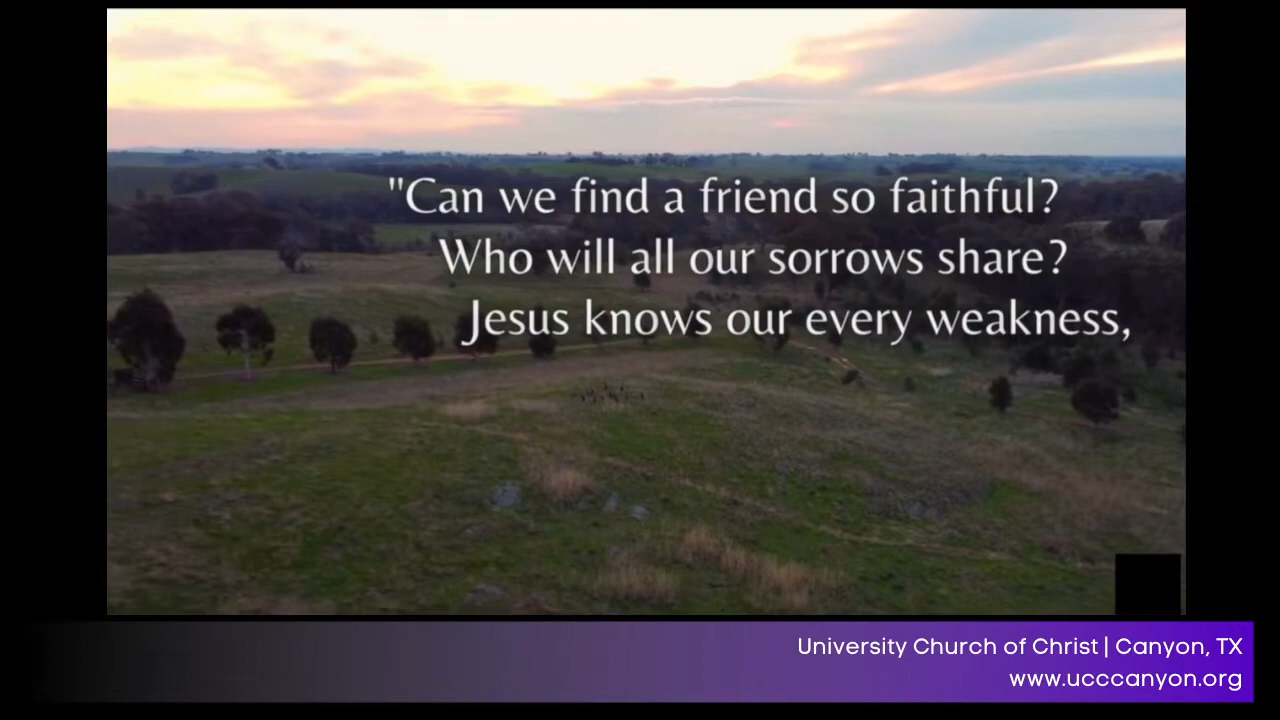 "Can we find a friend so faithful?
Who will all our sorrows share?
Jesus knows our every weakness,
University Church of Christ | Canyon, TX
www.ucccanyon.org